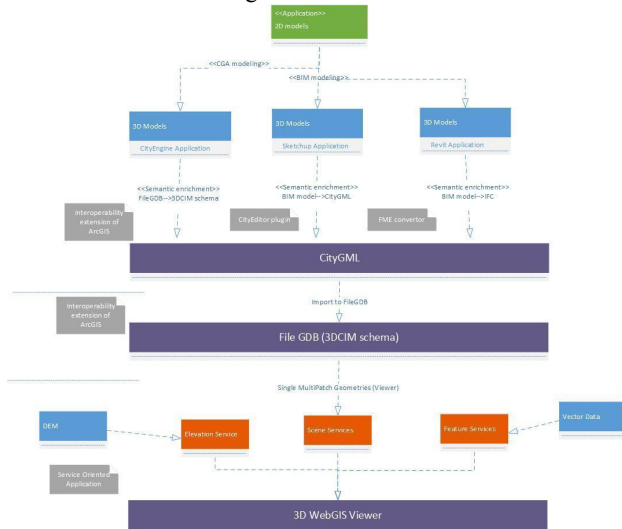 <<Application>>
2D models
<<CGA modeling>>
<<BIM modeling>>
3D Models
CityEngine Application
3D Models
Sketchup Application
3D Models
Revit Application
<<Semantic enrichment>>
FileGDB-->3DCIM schema
<<Semantic enrichment>>
BIM model-->CityGML
<<Semantic enrichment>>
BIM model-->IFC
Interoperability
extension of
ArcGIS
CityEditor plugin
FME convertor
CityGML
Import to FileGDB
Interoperability
extension of
ArcGIS
File GDB (3DCIM schema)
Single MultiPatch Geometries (Viewer)
DEM
Elevation Service
Scene Services
Feature Services
Vector Data
Service Oriented
Application
3D WebGIS Viewer